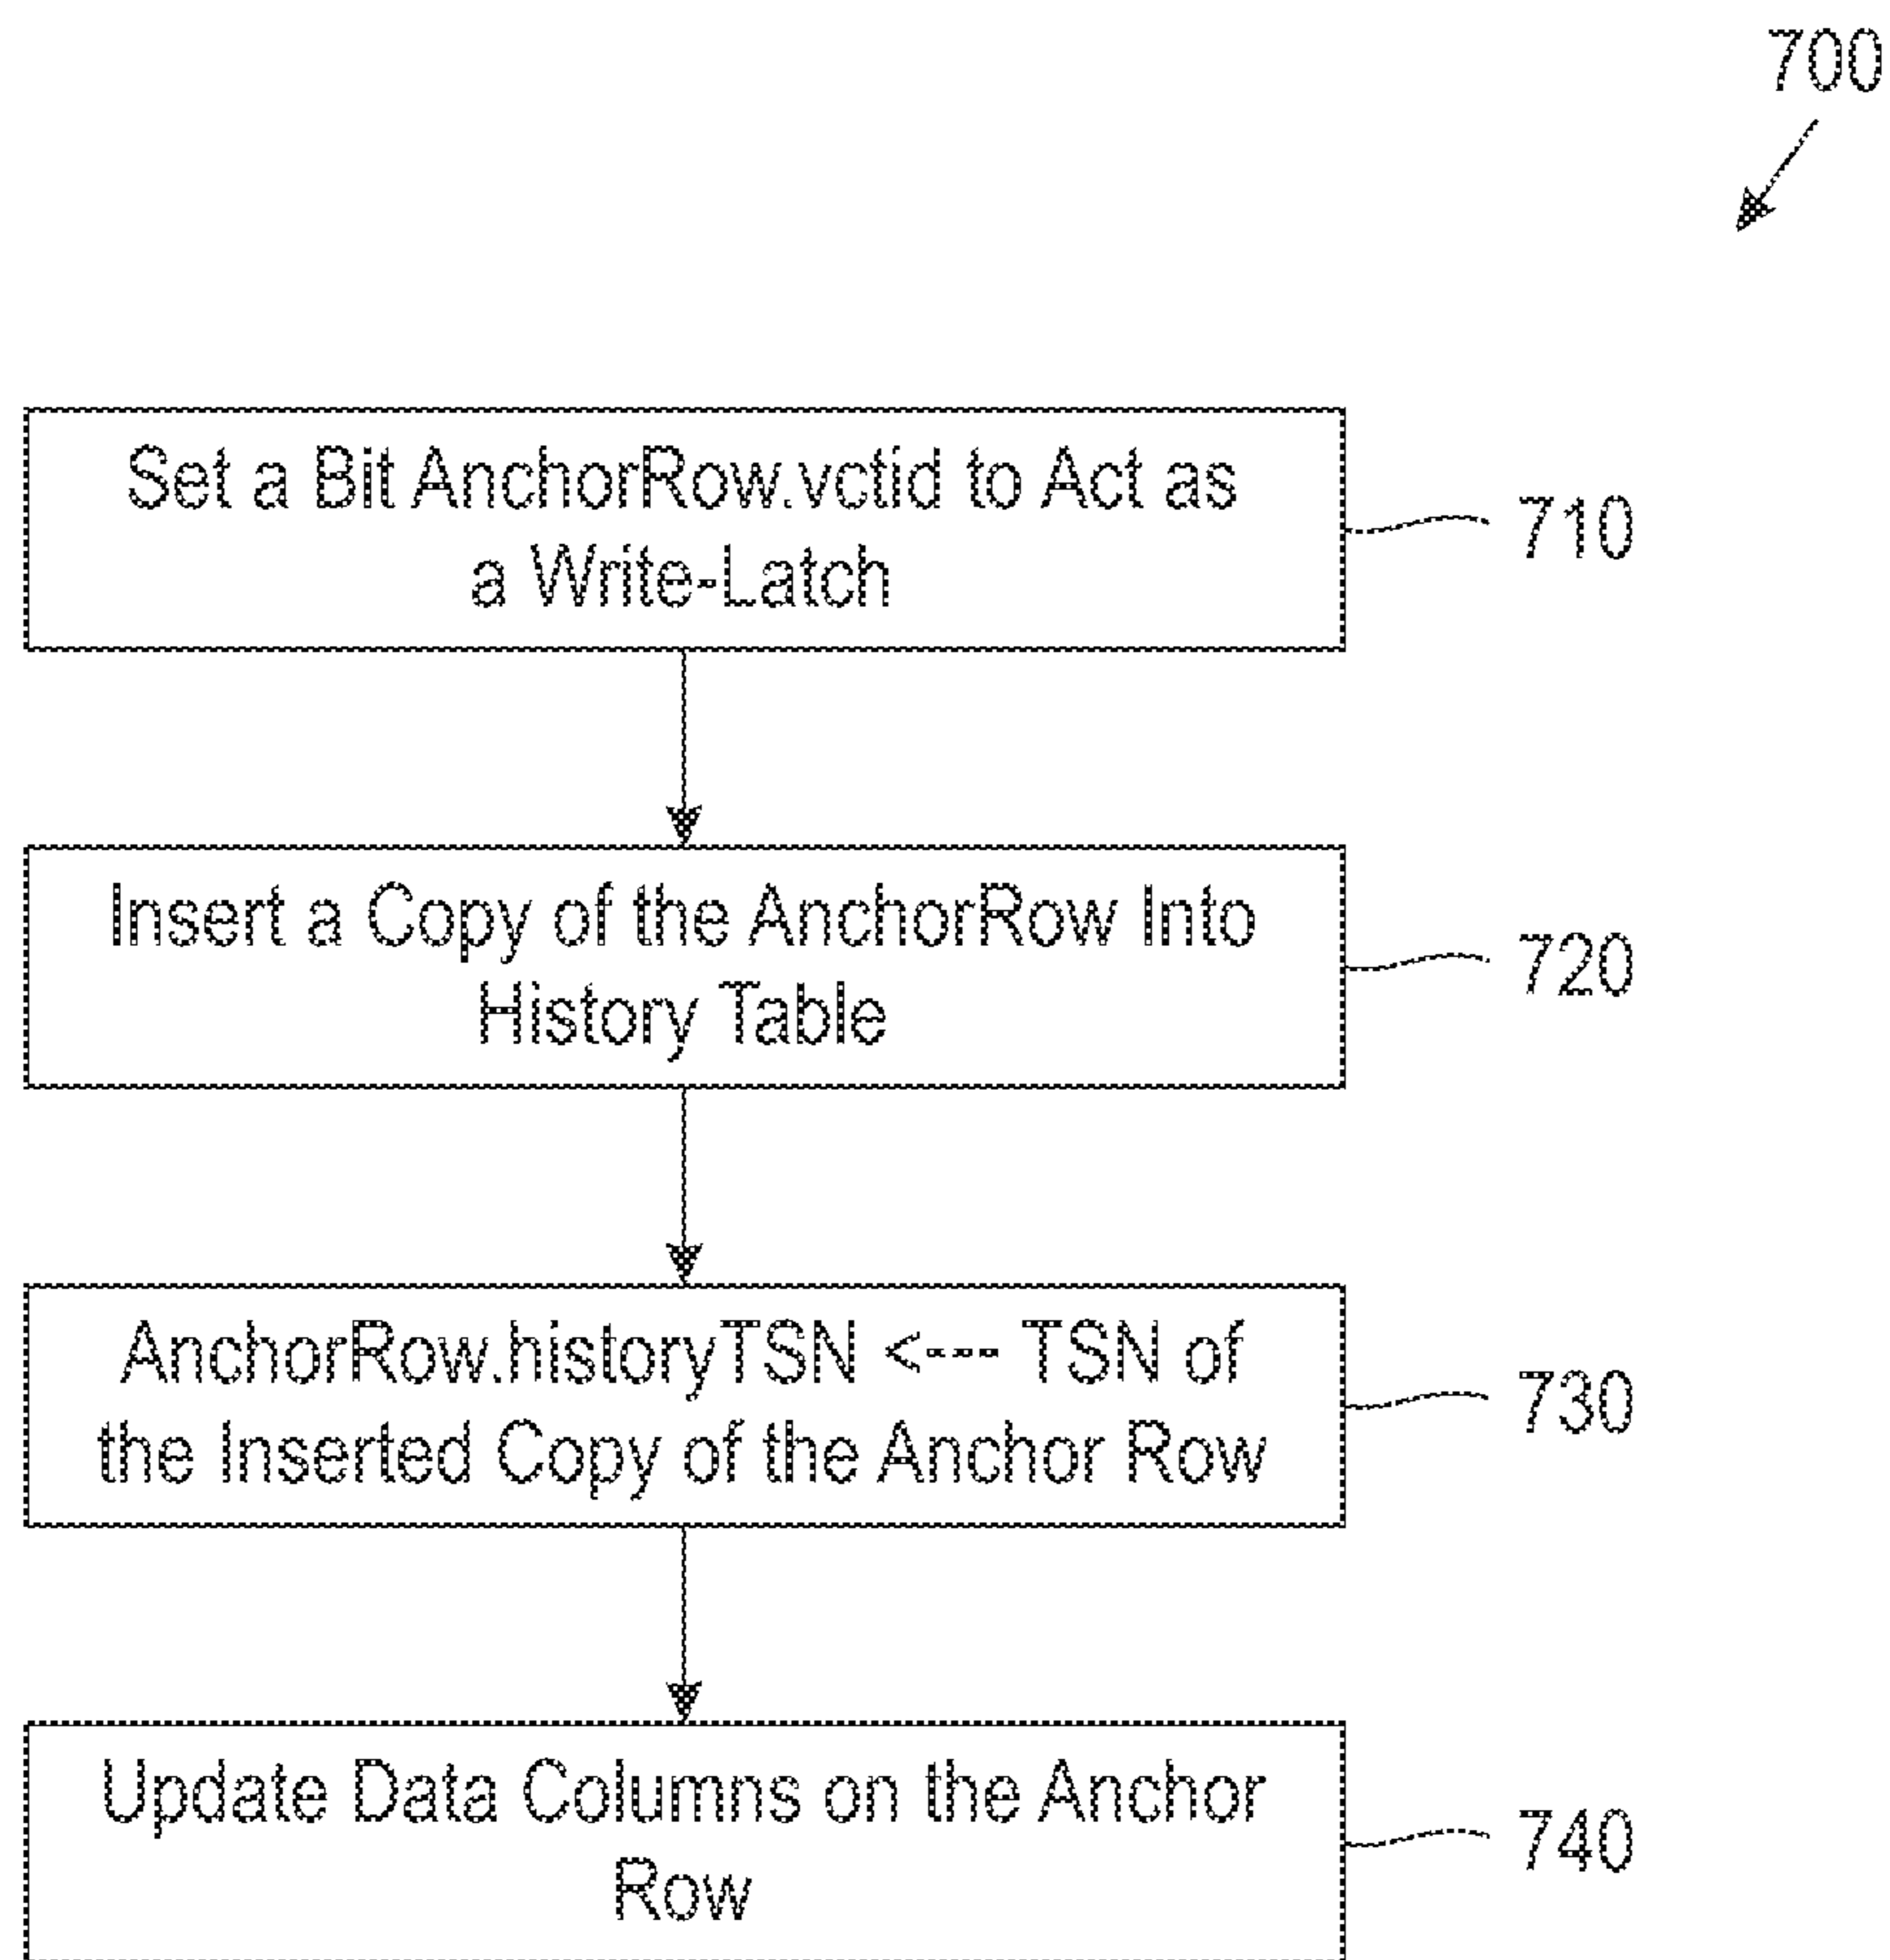 700
Set a Bit AnchorRow.vctid to Act as
a Write-Latch
710
Insert a Copy of the AnchorRow Into
History Table
720
AnchorRow.historyTSN <--- TSN of
the Inserted Copy of the Anchor Row
730
Update Data Columns on the Anchor
Row
740